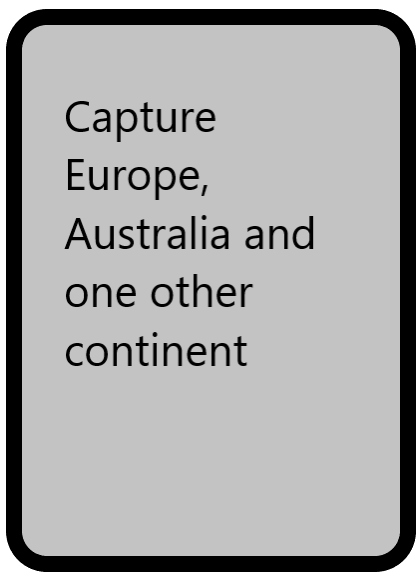 Capture
Europe,
Australia and
one other
continent